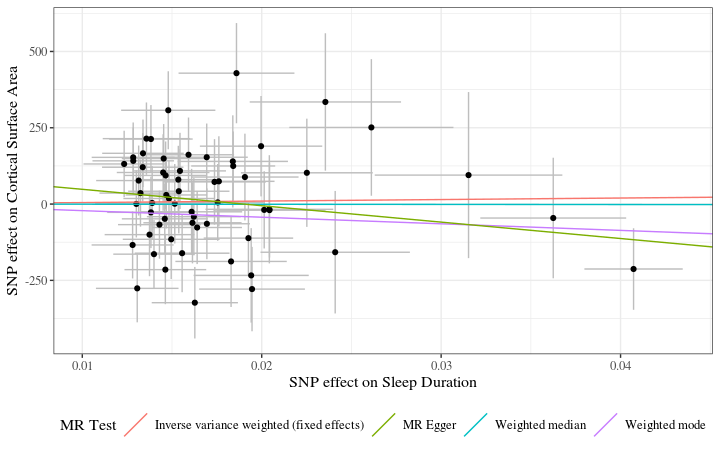 SNP effect on Cortical Surface Area
500
250
0
-250
0.01 0.02 0.03 0.04
SNP effect on Sleep Duration
MR Test Inverse variance weighted (fixed effects) MR Egger Weighted median Weighted mode